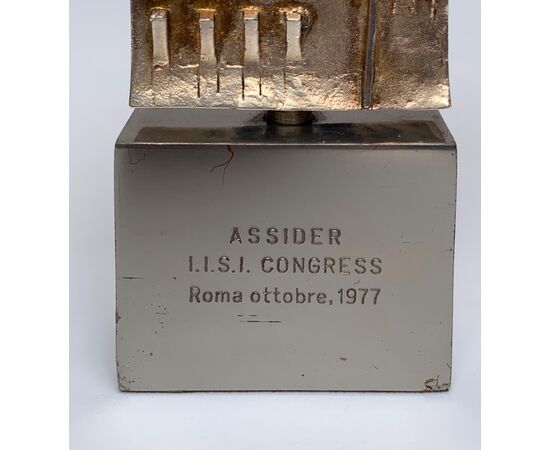 ASSIDER
I.I.S.I. CONGRESS
Roma ottobre, 1977